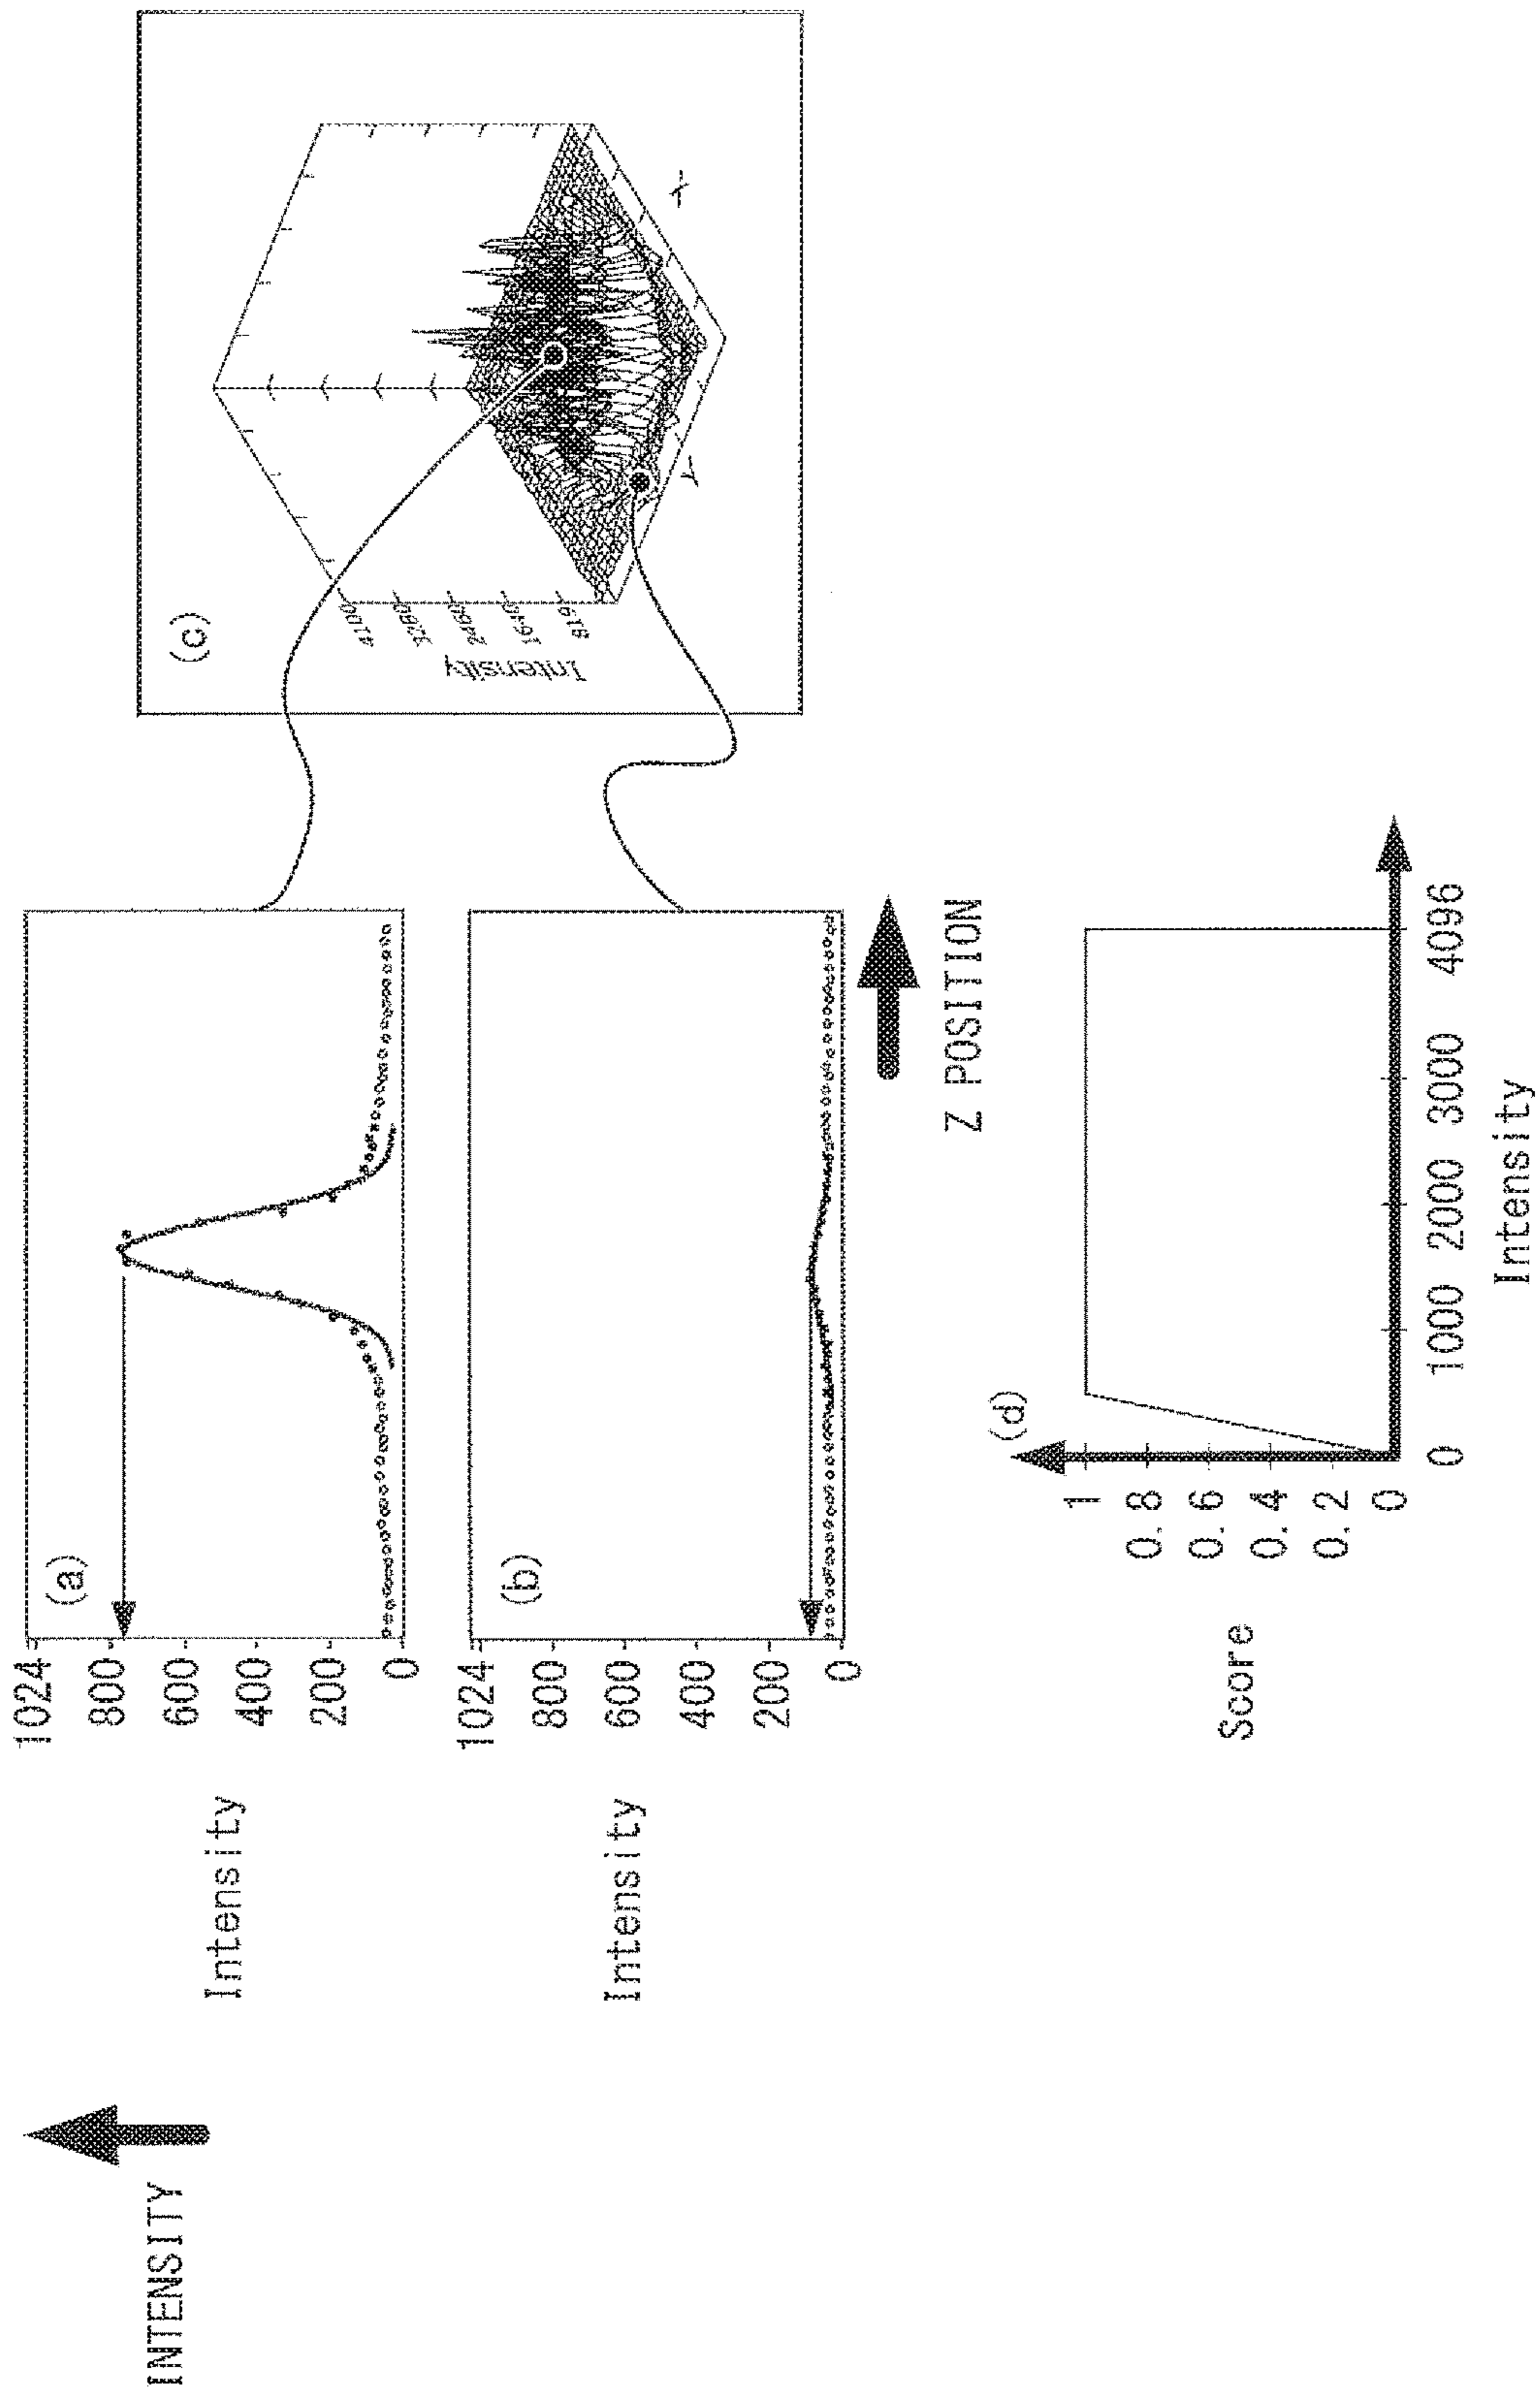 INTENSITY
Intensity
1024
800
600
400
200
0
(a)
Intensity
1024
800
600
400
200
0
(b)
Z POSITION
(c)
Intensity
4100
3280
2460
1640
819
Y
X
(d)
Score
1
0.8
0.6
0.4
0.2
0
0 1000 2000 3000 4096
Intensity